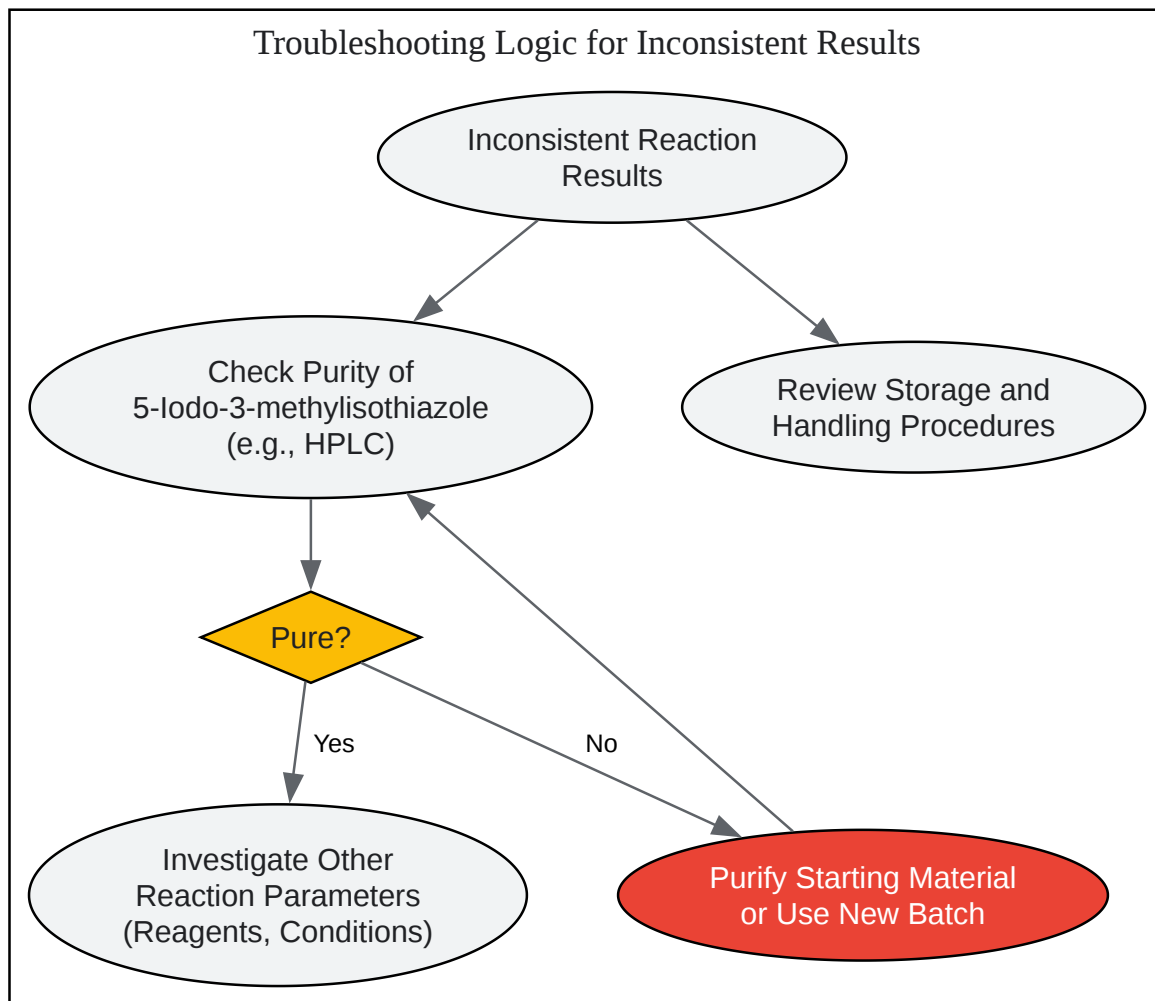 Troubleshooting Logic for Inconsistent Results
Inconsistent Reaction
Results
Check Purity of
5-Iodo-3-methylisothiazole
(e.g., HPLC)
Review Storage and
Handling Procedures
Pure?
Yes
No
Investigate Other
Reaction Parameters
(Reagents, Conditions)
Purify Starting Material
or Use New Batch